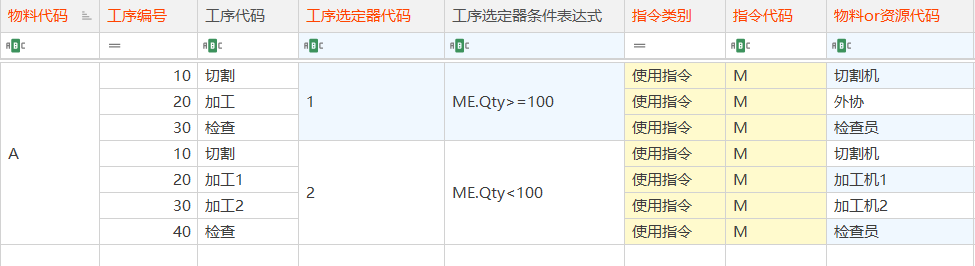 物料代码 工序编号 工序代码 工序选定器代码 工序选定器条件表达式 指令类别 指令代码 物料or资源代码
ABC = ABC ABC ABC = ABC ABC
10 切割 使用指令 M 切割机
20 加工 1 ME.Qty>=100 使用指令 M 外协
30 检查 使用指令 M 检查员
A 10 切割 使用指令 M 切割机
20 加工1 使用指令 M 加工机1
2 ME.Qty<100
30 加工2 使用指令 M 加工机2
40 检查 使用指令 M 检查员